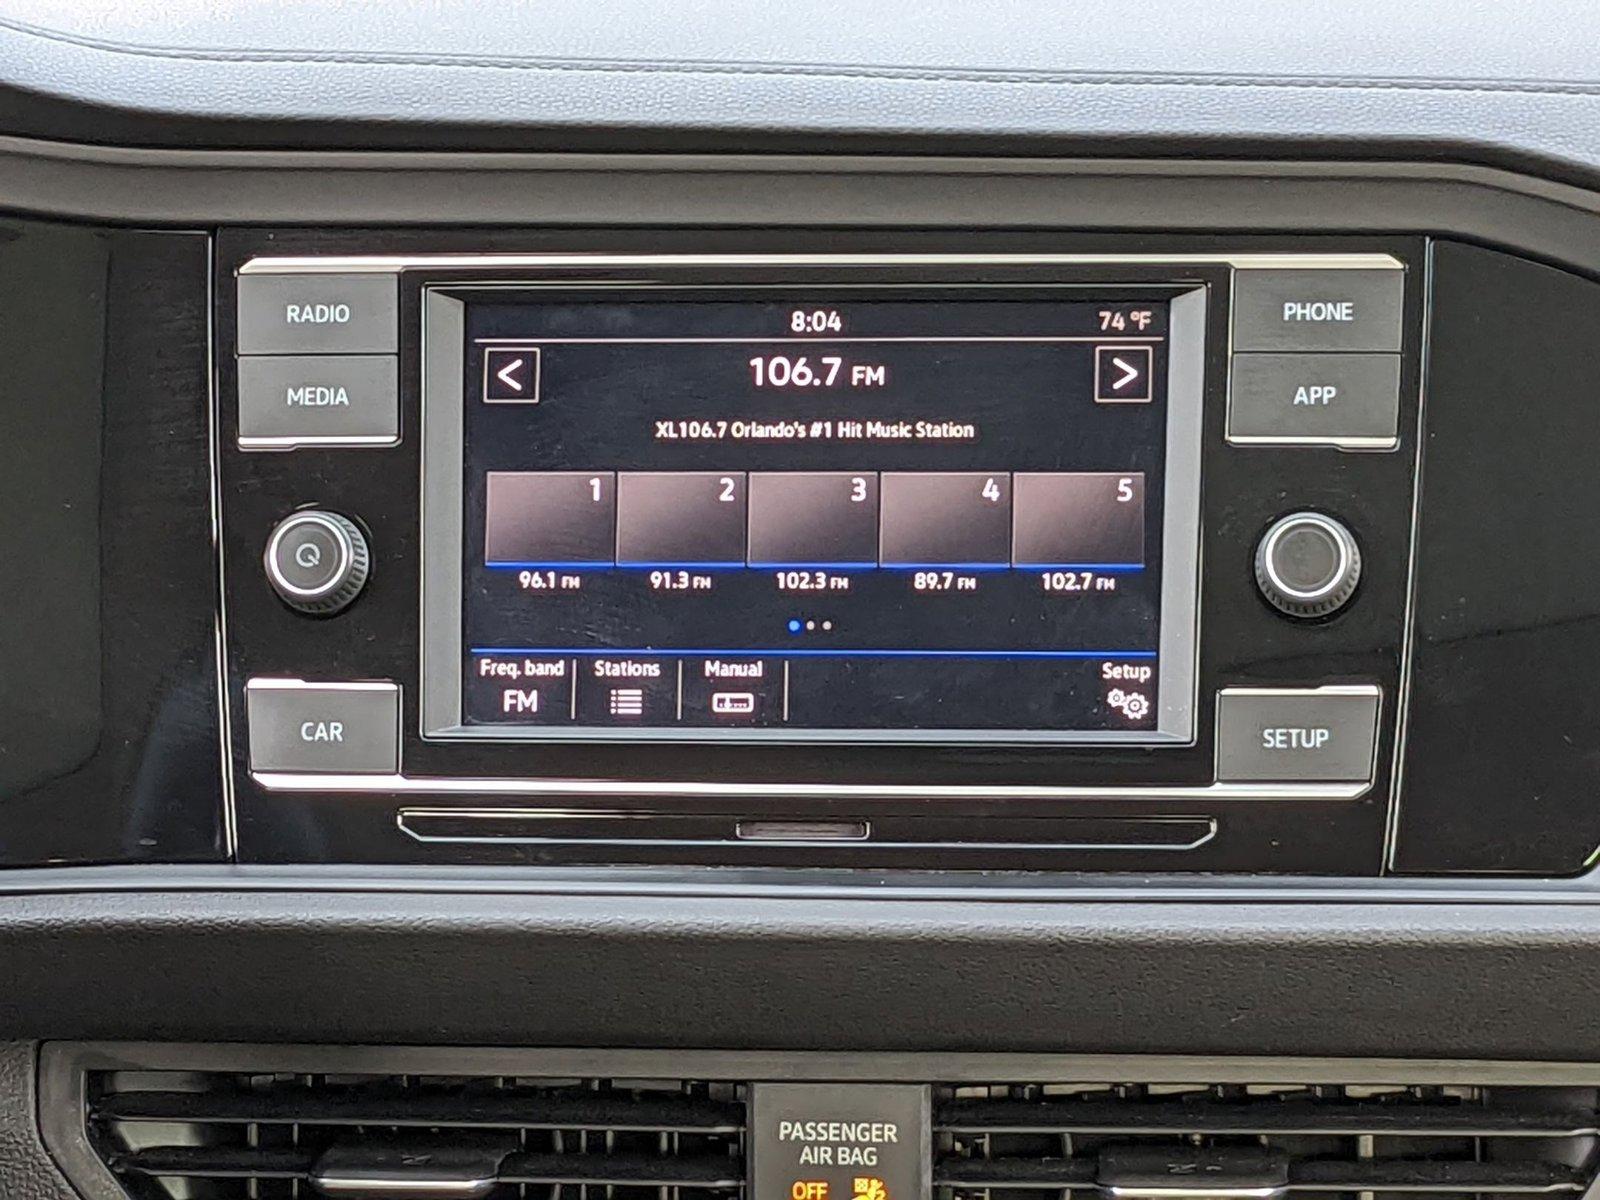 RADIO
MEDIA
CAR
8:04
74 °F
<
106.7 FM
>
XL106.7 Orlando's #1 Hit Music Station
1 2 3 4 5
96.1 FM 91.3 FM 102.3 FM 89.7 FM 102.7 FM
Freq. band Stations Manual Setup
FM
PHONE
APP
SETUP
PASSENGER
AIR BAG
OFF